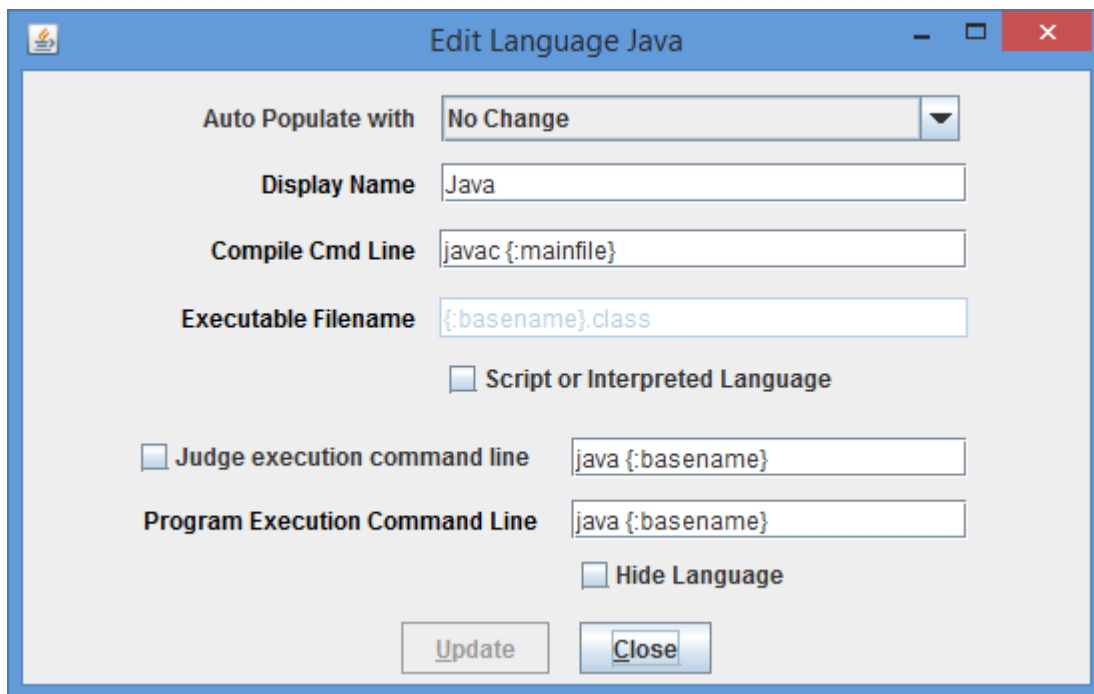 Edit Language Java
Auto Populate with No Change
Display Name Java
Compile Cmd Line javac {:mainfile}
Executable Filename {:basename}.class
Script or Interpreted Language
Judge execution command line java {:basename}
Program Execution Command Line java {:basename}
Hide Language
Update Close